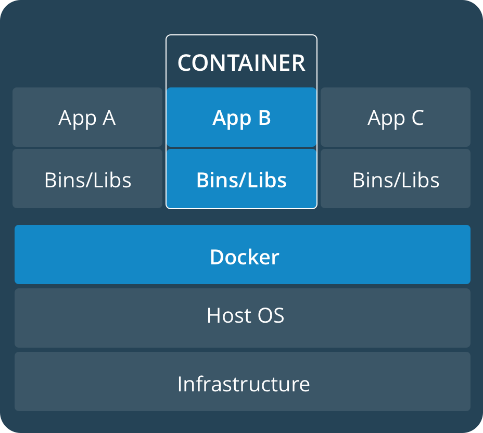 CONTAINER
App A App B App C
Bins/Libs Bins/Libs Bins/Libs
Docker
Host OS
Infrastructure